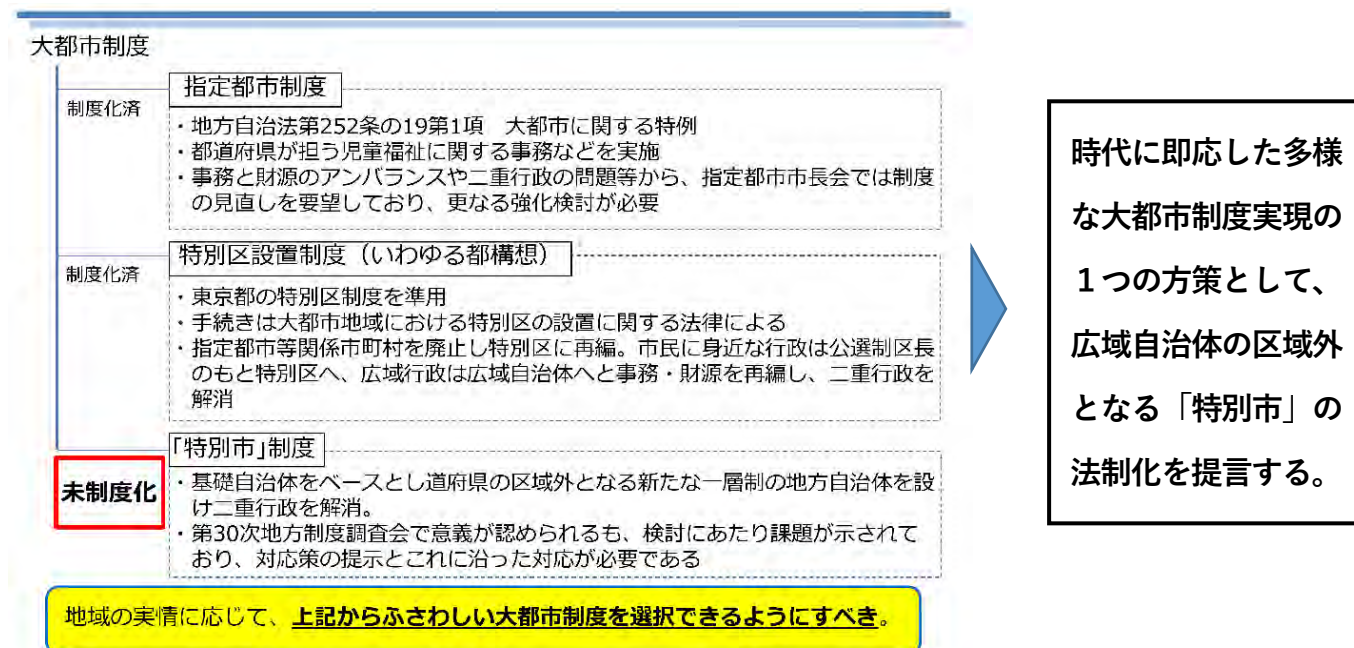 大都市制度
制度化済
指定都市制度
・地方自治法第252条の19第1項　大都市に関する特例
・都道府県が担う児童福祉に関する事務などを実施
・事務と財源のアンバランスや二重行政の問題等から、指定都市市長会では制度
の見直しを要望しており、更なる強化検討が必要
制度化済
特別区設置制度（いわゆる都構想）
・東京都の特別区制度を準用
・手続きは大都市地域における特別区の設置に関する法律による
・指定都市等関係市町村を廃止し特別区に再編。市民に身近な行政は公選制区長
のもと特別区へ、広域行政は広域自治体へと事務・財源を再編し、二重行政を
解消
未制度化
「特別市」制度
・基礎自治体をベースとし道府県の区域外となる新たな一層制の地方自治体を設
け二重行政を解消。
・第30次地方制度調査会で意義が認められるも、検討にあたり課題が示されて
おり、対応策の提示とこれに沿った対応が必要である
地域の実情に応じて、上記からふさわしい大都市制度を選択できるようにすべき。
時代に即応した多様
な大都市制度実現の
１つの方策として、
広域自治体の区域外
となる「特別市」の
法制化を提言する。